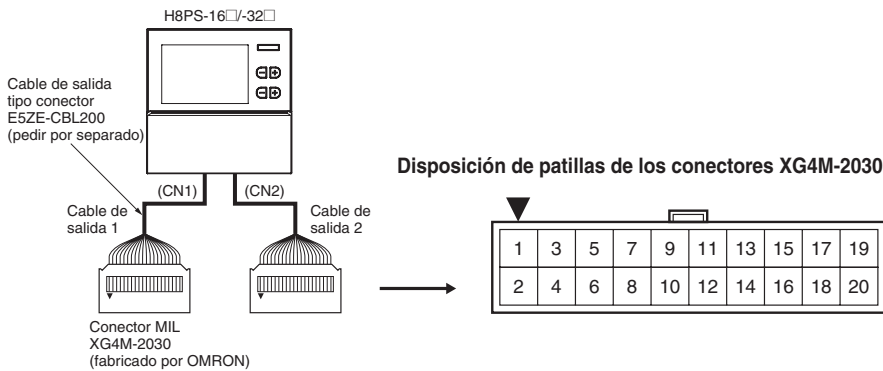 H8PS-16□/-32□
Cable de salida
tipo conector
E5ZE-CBL200
(pedir por separado)
(CN1)
(CN2)
Cable de
salida 1
Cable de
salida 2
Conector MIL
XG4M-2030
(fabricado por OMRON)
Disposición de patillas de los conectores XG4M-2030
1 3 5 7 9 11 13 15 17 19
2 4 6 8 10 12 14 16 18 20